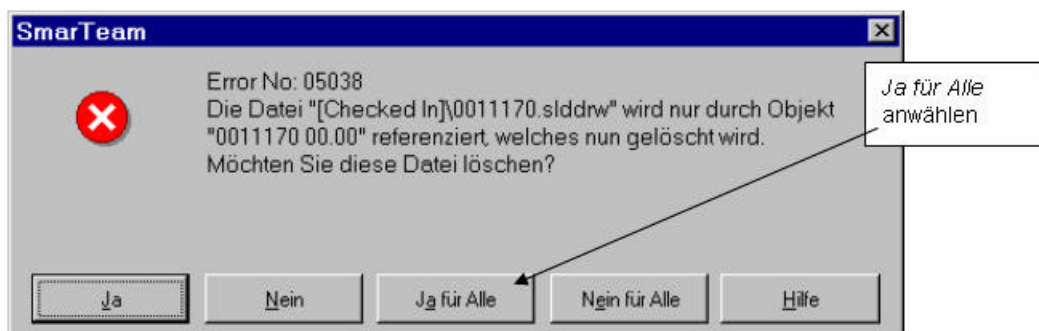 SmarTeam
Error No: 05038
Die Datei "[Checked In]\0011170.slddrw" wird nur durch Objekt
"0011170 00.00" referenziert, welches nun gelöscht wird.
Möchten Sie diese Datei löschen?
Ja für Alle
anwählen
Ja
Nein
Ja für Alle
Nein für Alle
Hilfe